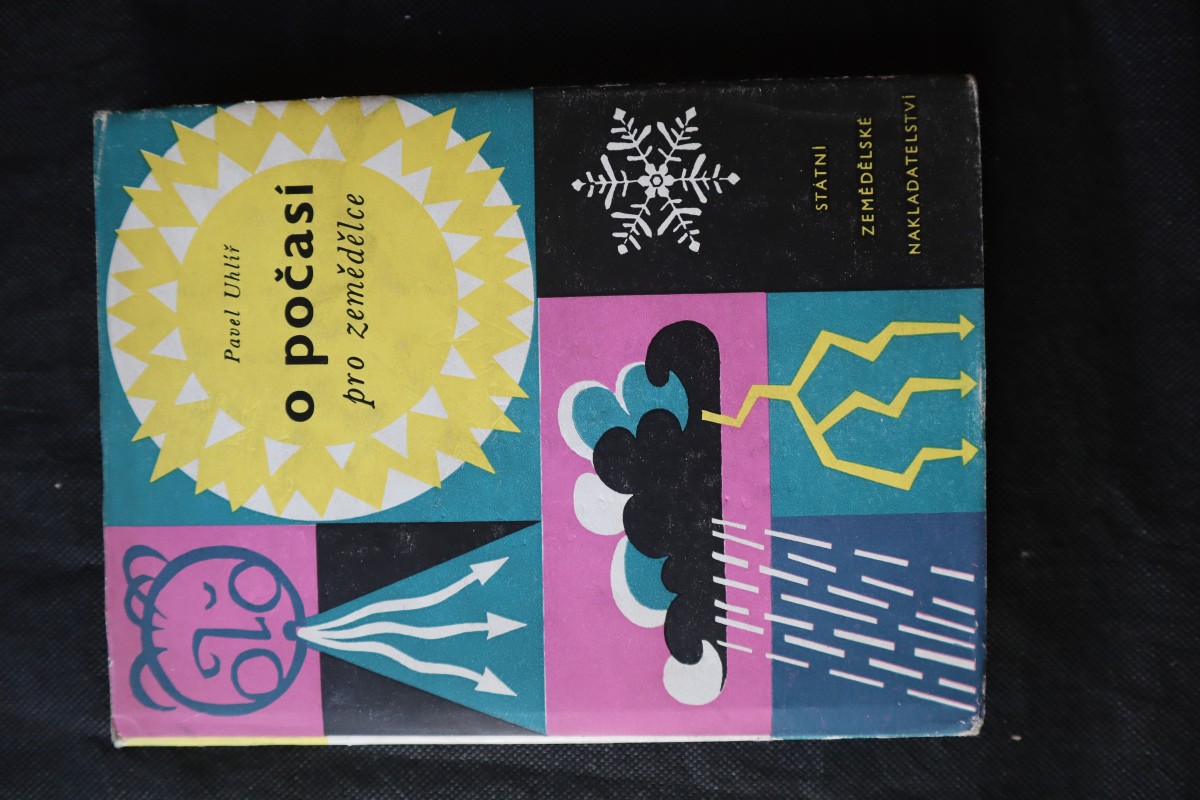 Pavel Uhlíř
o počasí
pro zemědělce
STÁTNÍ
ZEMĚDĚLSKÉ
NAKLADATELSTVÍ